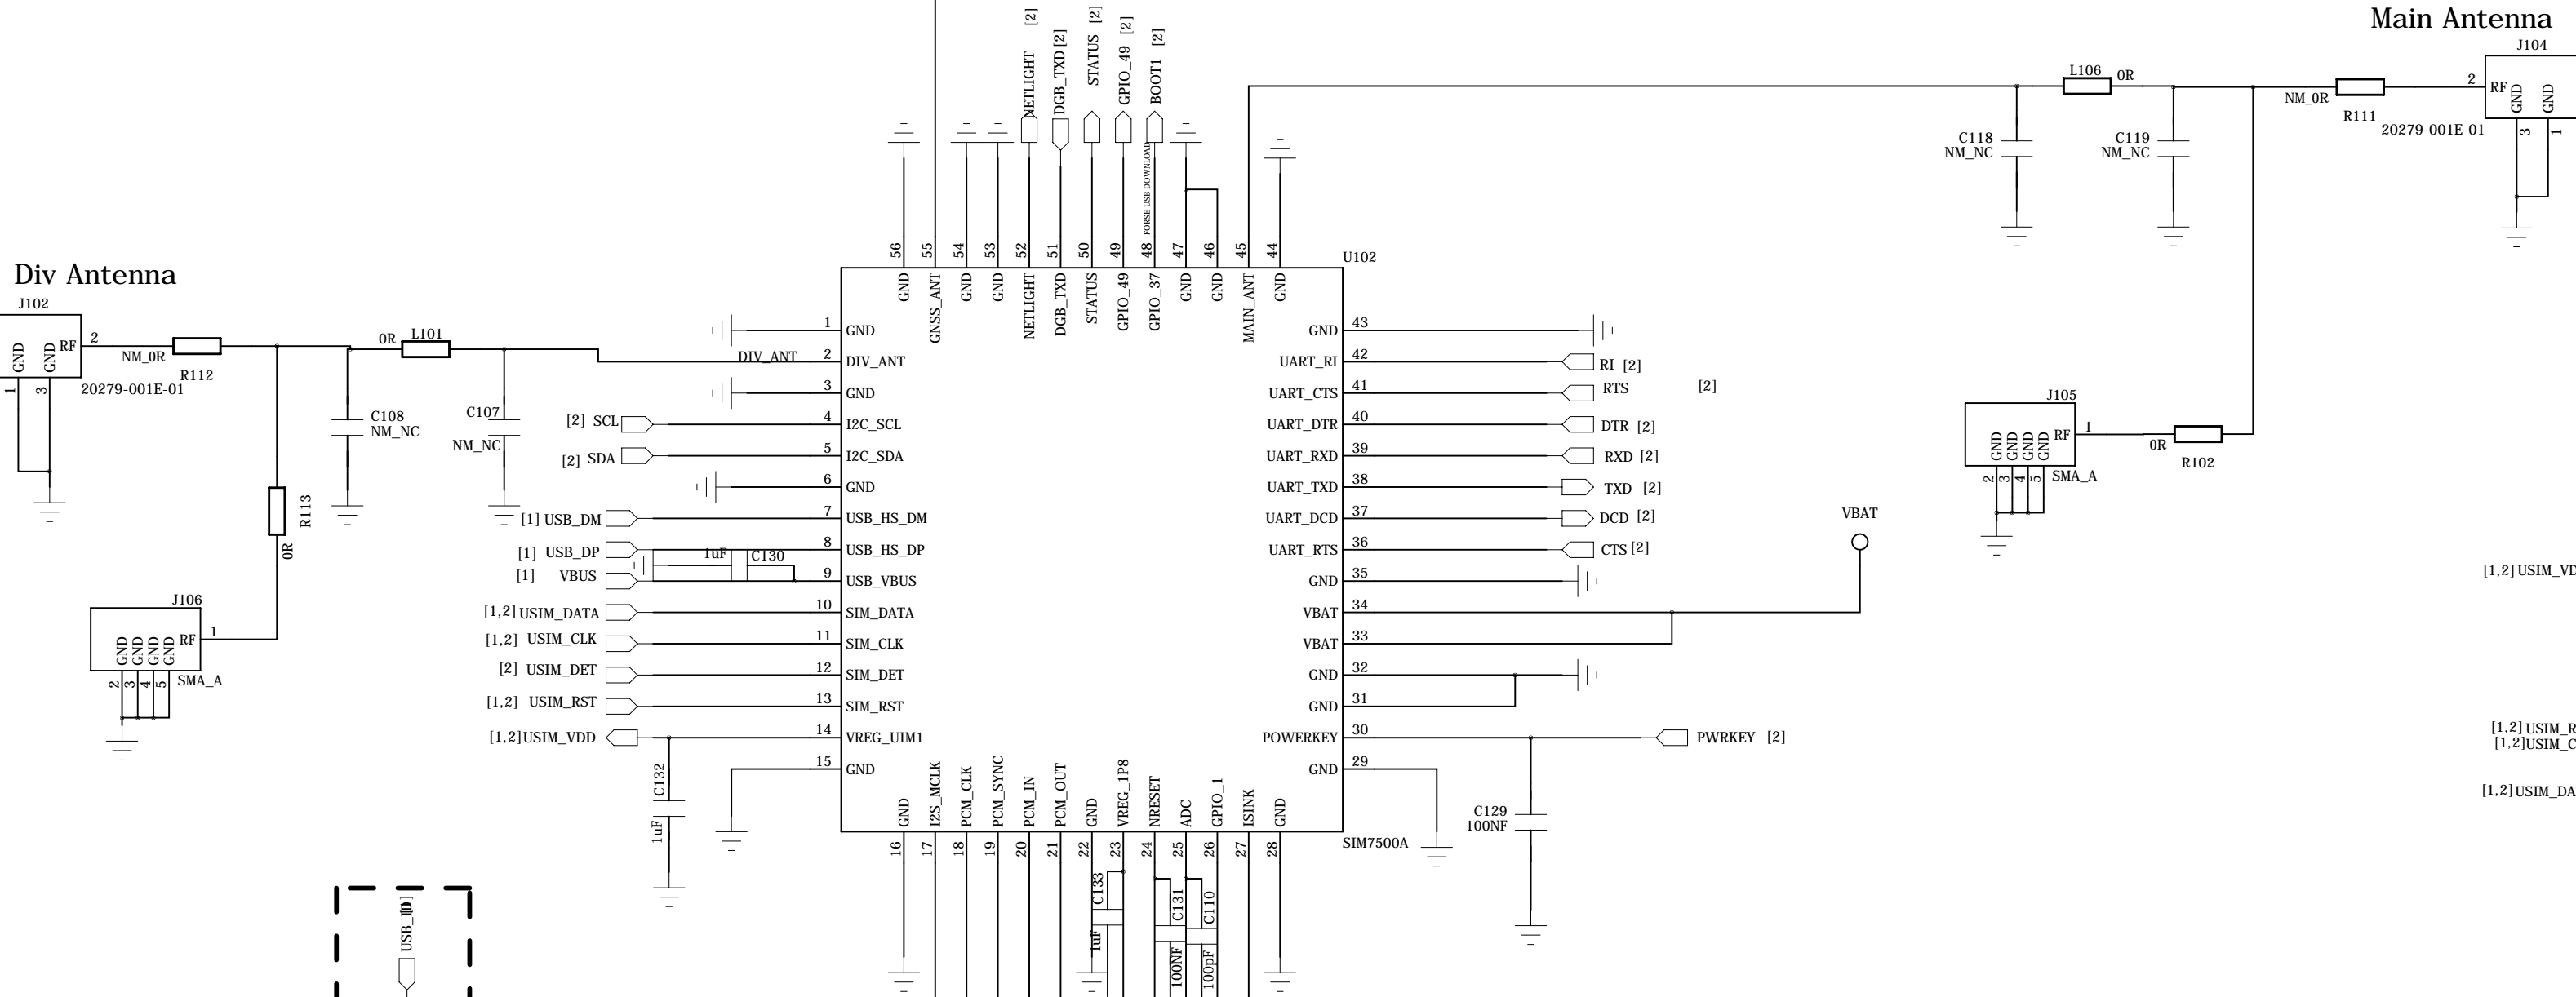 Main Antenna
J104
2
RF
GND
GND
3
1
20279-001E-01
R111
NM_0R
L106
0R
C118
NM_NC
C119
NM_NC
J105
RF
1
GND
GND
GND
GND
2
3
4
5
SMA_A
0R
R102
NETLIGHT [2]
DGB_TXD [2]
STATUS [2]
GPIO_49 [2]
BOOT1 [2]
FORSE USB DOWNLOAD
56
55
54
53
52
51
50
49
48
47
46
45
44
GND
GNSS_ANT
GND
GND
NETLIGHT
DGB_TXD
STATUS
GPIO_49
GPIO_37
GND
GND
MAIN_ANT
GND
U102
Div Antenna
J102
GND
GND
RF
2
1
3
20279-001E-01
NM_0R
R112
0R
L101
C108
NM_NC
C107
NM_NC
R113
0R
J106
GND
GND
GND
GND
RF
1
2
3
4
5
SMA_A
1 GND
DIV_ANT 2 DIV_ANT
3 GND
[2] SCL 4 I2C_SCL
[2] SDA 5 I2C_SDA
6 GND
[1] USB_DM 7 USB_HS_DM
[1] USB_DP 8 USB_HS_DP
1uF C130
[1] VBUS 9 USB_VBUS
[1,2] USIM_DATA 10 SIM_DATA
[1,2] USIM_CLK 11 SIM_CLK
[2] USIM_DET 12 SIM_DET
[1,2] USIM_RST 13 SIM_RST
[1,2]USIM_VDD 14 VREG_UIM1
15 GND
C132
1uF
GND 43
UART_RI 42 RI [2]
UART_CTS 41 RTS [2]
UART_DTR 40 DTR [2]
UART_RXD 39 RXD [2]
UART_TXD 38 TXD [2]
UART_DCD 37 DCD [2]
UART_RTS 36 CTS [2]
GND 35
VBAT 34
VBAT
VBAT 33
GND 32
GND 31
POWERKEY 30 PWRKEY [2]
GND 29
C129
100NF
GND
I2S_MCLK
PCM_CLK
PCM_SYNC
PCM_IN
PCM_OUT
GND
VREG_1P8
NRESET
ADC
GPIO_1
ISINK
GND
16
17
18
19
20
21
22
23
24
25
26
27
28
SIM7500A
C133
1uF
C131
100NF
C110
100pF
[1,2] USIM_VD
[1,2] USIM_R
[1,2]USIM_C
[1,2]USIM_DA